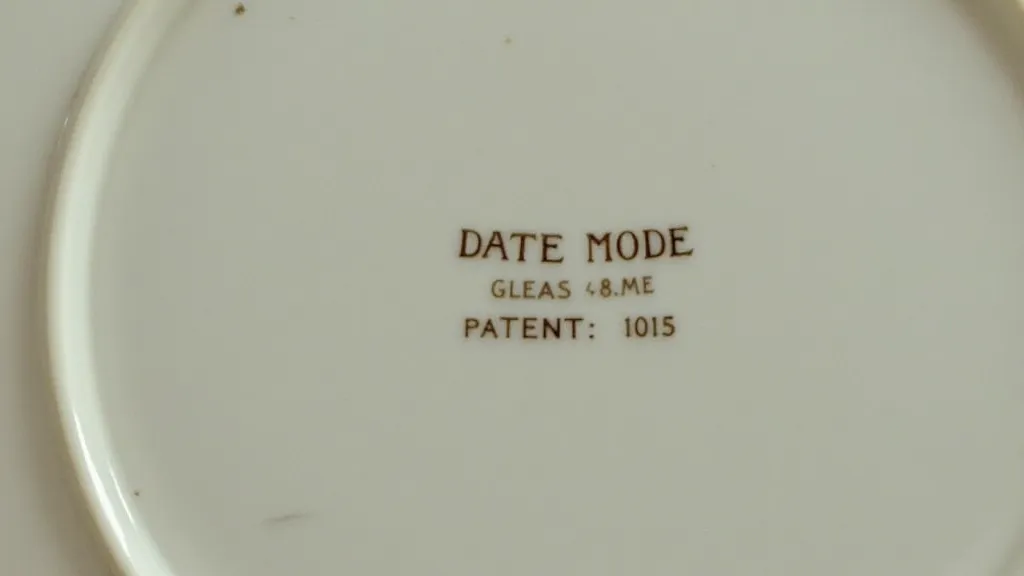 DATE MODE
GLEAS 48.ME
PATENT: 1015